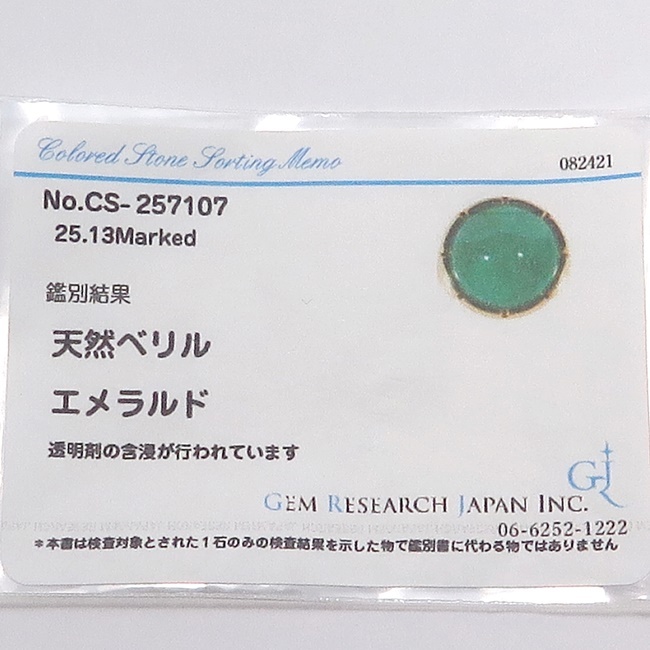 Colored Stone Sorting Memo
082421
No.CS-257107
25.13Marked
鑑別結果
天然ベリル
エメラルド
透明剤の含浸が行われています
GJR
GEM RESEARCH JAPAN INC.
06-6252-1222
*本書は検査対象とされた1石のみの検査結果を示した物で鑑別書に代わる物ではありません